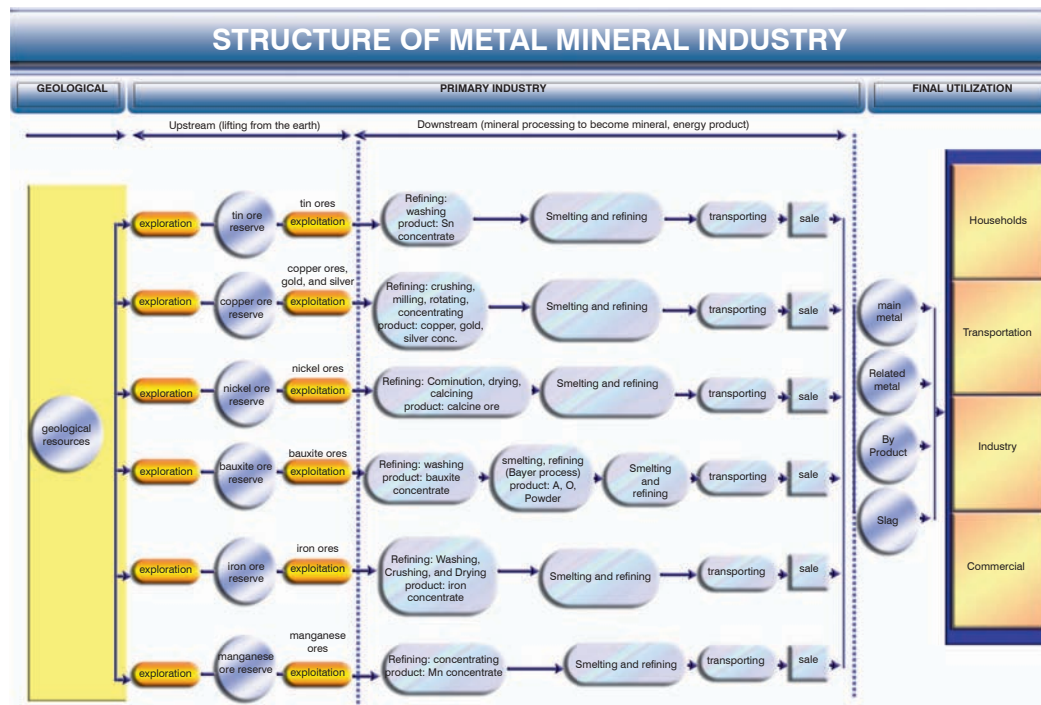 STRUCTURE OF METAL MINERAL INDUSTRY
GEOLOGICAL
PRIMARY INDUSTRY
FINAL UTILIZATION
Upstream (lifting from the earth)
Downstream (mineral processing to become mineral, energy product)
geological
resources
exploration
tin ore
reserve
tin ores
exploitation
Refining:
washing
product: Sn
concentrate
Smelting and refining
transporting
sale
exploration
copper ore
reserve
copper ores,
gold, and silver
exploitation
Refining: crushing,
milling, rotating,
concentrating
product: copper, gold,
silver conc.
Smelting and refining
transporting
sale
exploration
nickel ore
reserve
nickel ores
exploitation
Refining: Cominution, drying,
calcining
product: calcine ore
Smelting and refining
transporting
sale
exploration
bauxite ore
reserve
bauxite ores
exploitation
Refining: washing
product: bauxite
concentrate
smelting, refining
(Bayer process)
product: A, O,
Powder
Smelting
and
refining
transporting
sale
exploration
iron ore
reserve
iron ores
exploitation
Refining: Washing,
Crushing, and Drying
product: iron
concentrate
Smelting and refining
transporting
sale
exploration
manganese
ore reserve
manganese
ores
exploitation
Refining: concentrating
product: Mn concentrate
Smelting and refining
transporting
sale
main
metal
Related
metal
By
Product
Slag
Households
Transportation
Industry
Commercial